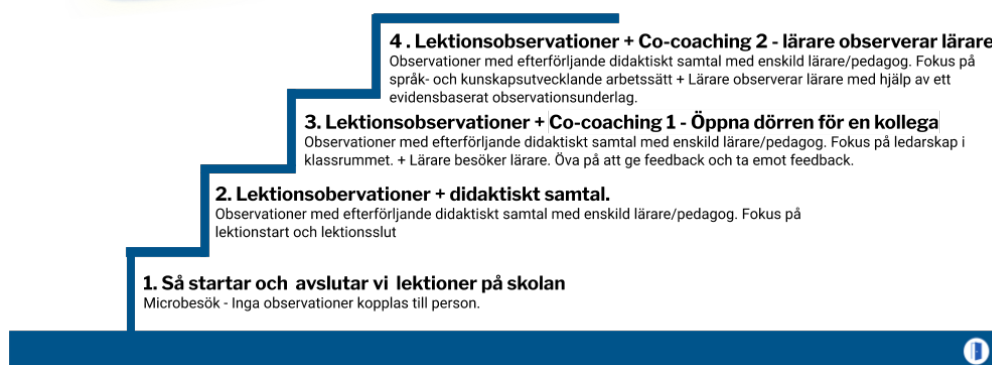 4 . Lektionsobservationer + Co-coaching 2 - lärare observerar lärare
Observationer med efterförljande didaktiskt samtal med enskild lärare/pedagog. Fokus på
språk- och kunskapsutvecklande arbetssätt + Lärare observerar lärare med hjälp av ett
evidensbaserat observationsunderlag.
3. Lektionsobservationer + Co-coaching 1 - Öppna dörren för en kollega
Observationer med efterförljande didaktiskt samtal med enskild lärare/pedagog. Fokus på ledarskap i
klassrummet. + Lärare besöker lärare. Öva på att ge feedback och ta emot feedback.
2. Lektionsobervationer + didaktiskt samtal.
Observationer med efterförljande didaktiskt samtal med enskild lärare/pedagog. Fokus på
lektionstart och lektionsslut
1. Så startar och avslutar vi lektioner på skolan
Microbesök - Inga observationer kopplas till person.